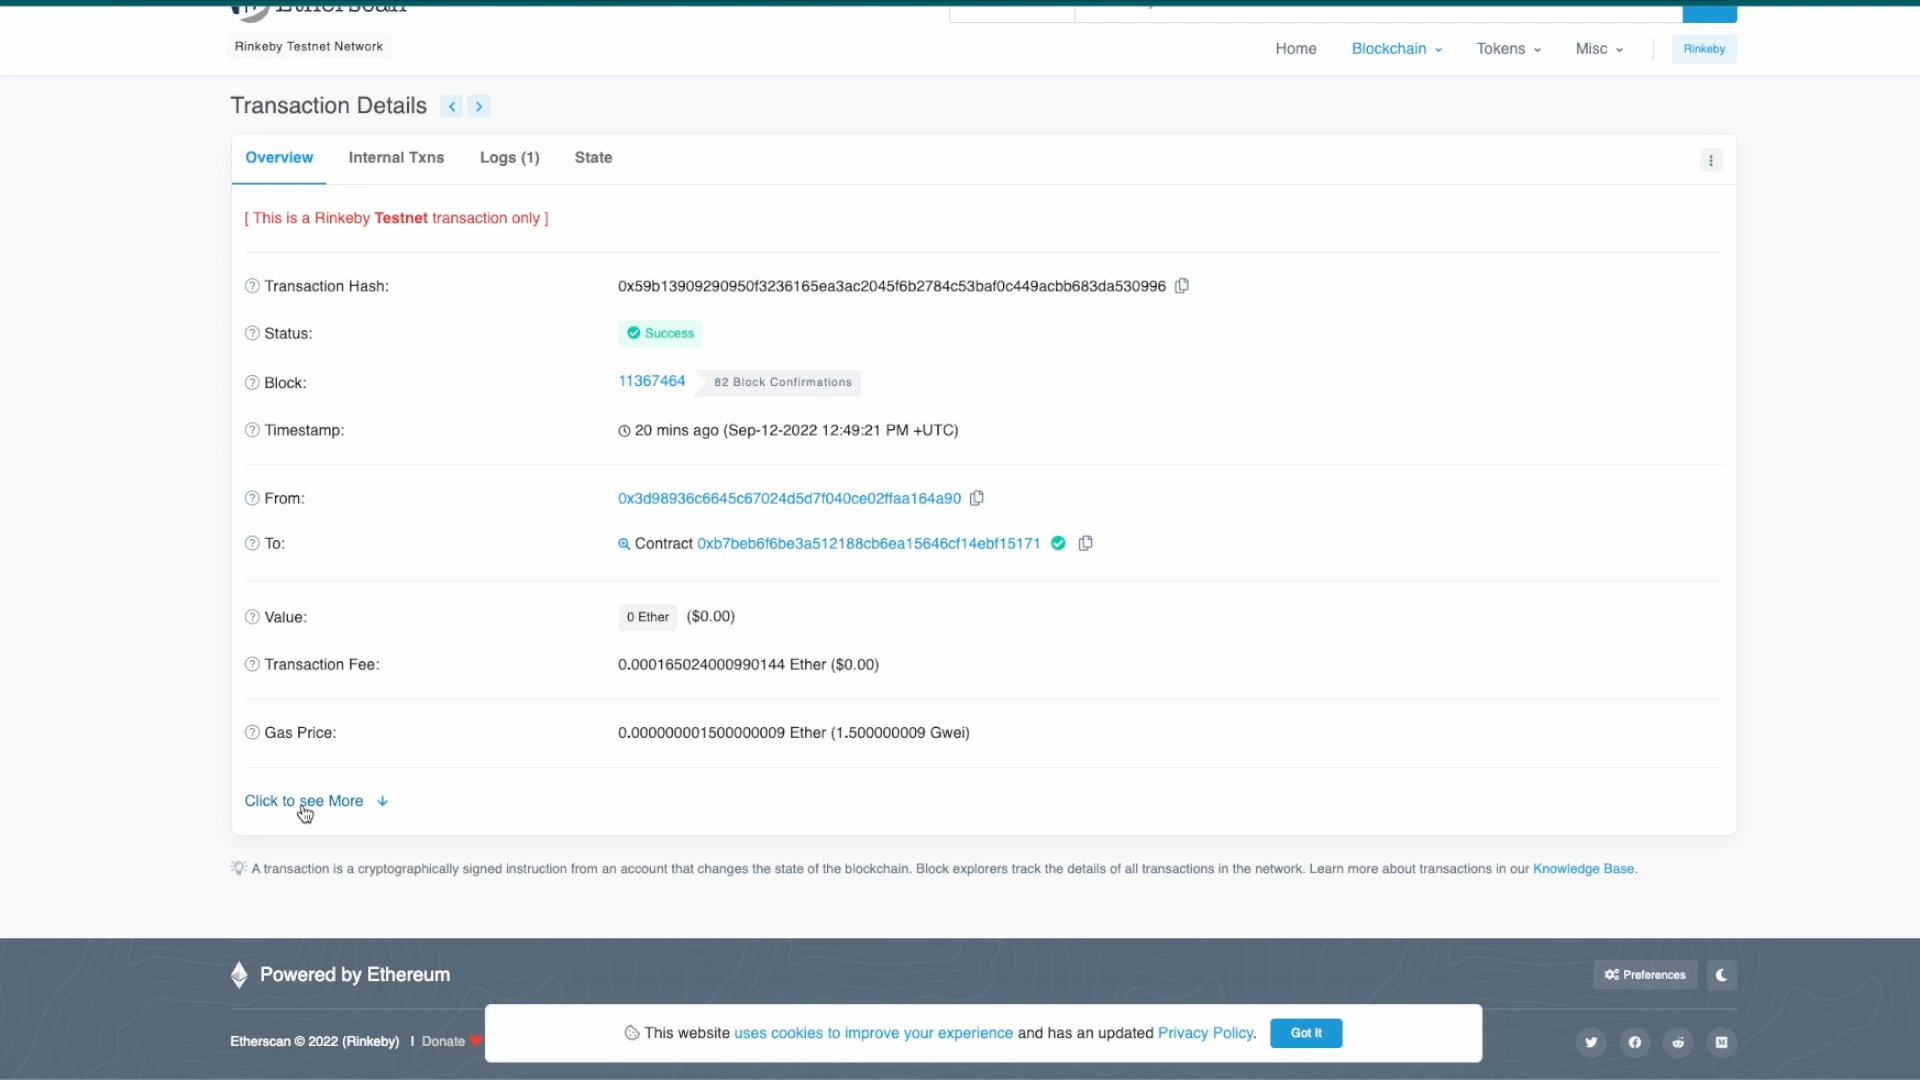 Etherscan
Rinkeby Testnet Network
Home Blockchain Tokens Misc Rinkeby
Transaction Details
Overview Internal Txns Logs (1) State
[ This is a Rinkeby Testnet transaction only ]
Transaction Hash: 0x59b13909290950f3236165ea3ac2045f6b2784c53baf0c449acbb683da530996
Status: Success
Block: 11367464 82 Block Confirmations
Timestamp: 20 mins ago (Sep-12-2022 12:49:21 PM +UTC)
From: 0x3d98936c6645c67024d5d7f040ce02ffaa164a90
To: Contract 0xb7beb6f6be3a512188cb6ea15646cf14ebf15171
Value: 0 Ether ($0.00)
Transaction Fee: 0.000165024000990144 Ether ($0.00)
Gas Price: 0.000000001500000009 Ether (1.500000009 Gwei)
Click to see More
A transaction is a cryptographically signed instruction from an account that changes the state of the blockchain. Block explorers track the details of all transactions in the network. Learn more about transactions in our Knowledge Base.
Powered by Ethereum
Preferences
Etherscan © 2022 (Rinkeby) | Donate
This website uses cookies to improve your experience and has an updated Privacy Policy. Got It